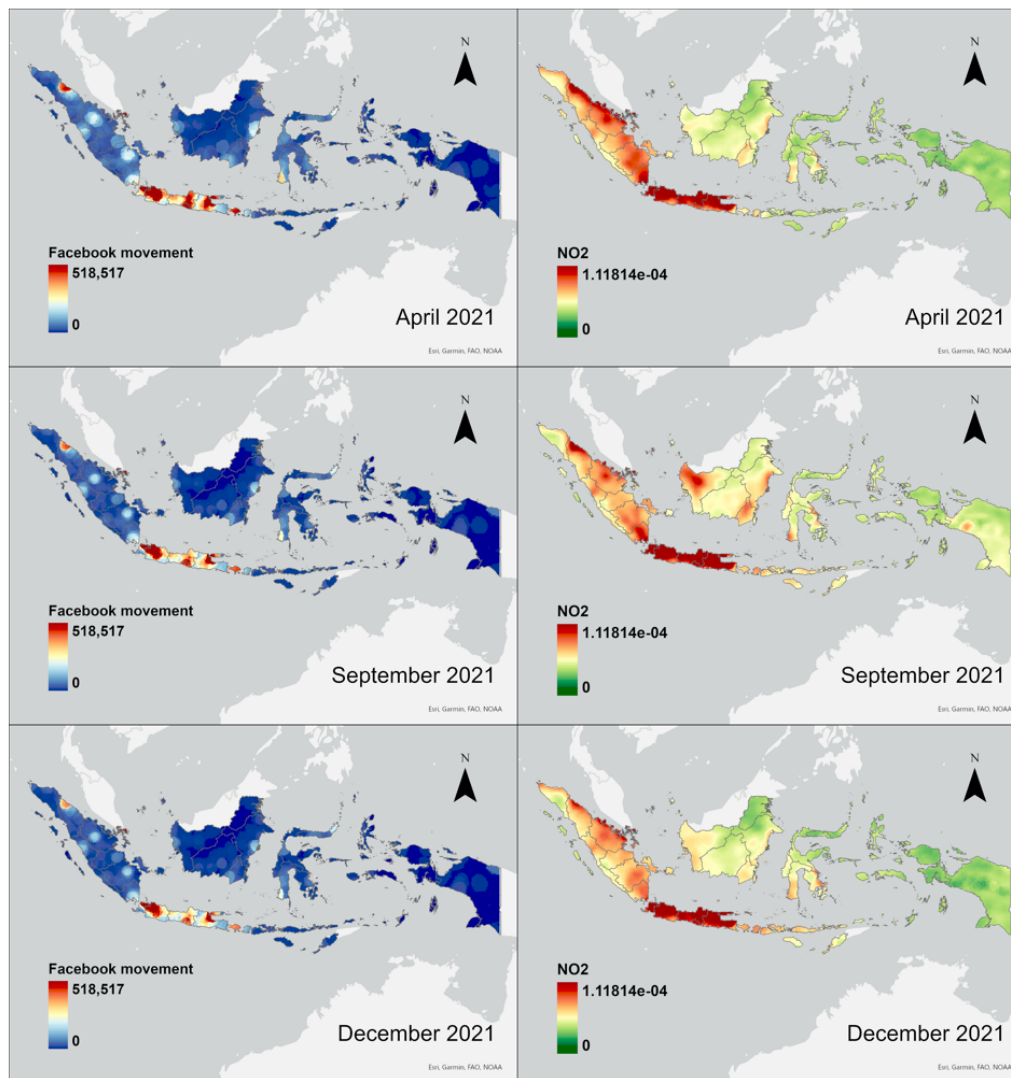 N
Facebook movement
518,517
0
April 2021
Esri, Garmin, FAO, NOAA
N
NO2
1.11814e-04
0
April 2021
Esri, Garmin, FAO, NOAA
N
Facebook movement
518,517
0
September 2021
Esri, Garmin, FAO, NOAA
N
NO2
1.11814e-04
0
September 2021
Esri, Garmin, FAO, NOAA
N
Facebook movement
518,517
0
December 2021
Esri, Garmin, FAO, NOAA
N
NO2
1.11814e-04
0
December 2021
Esri, Garmin, FAO, NOAA